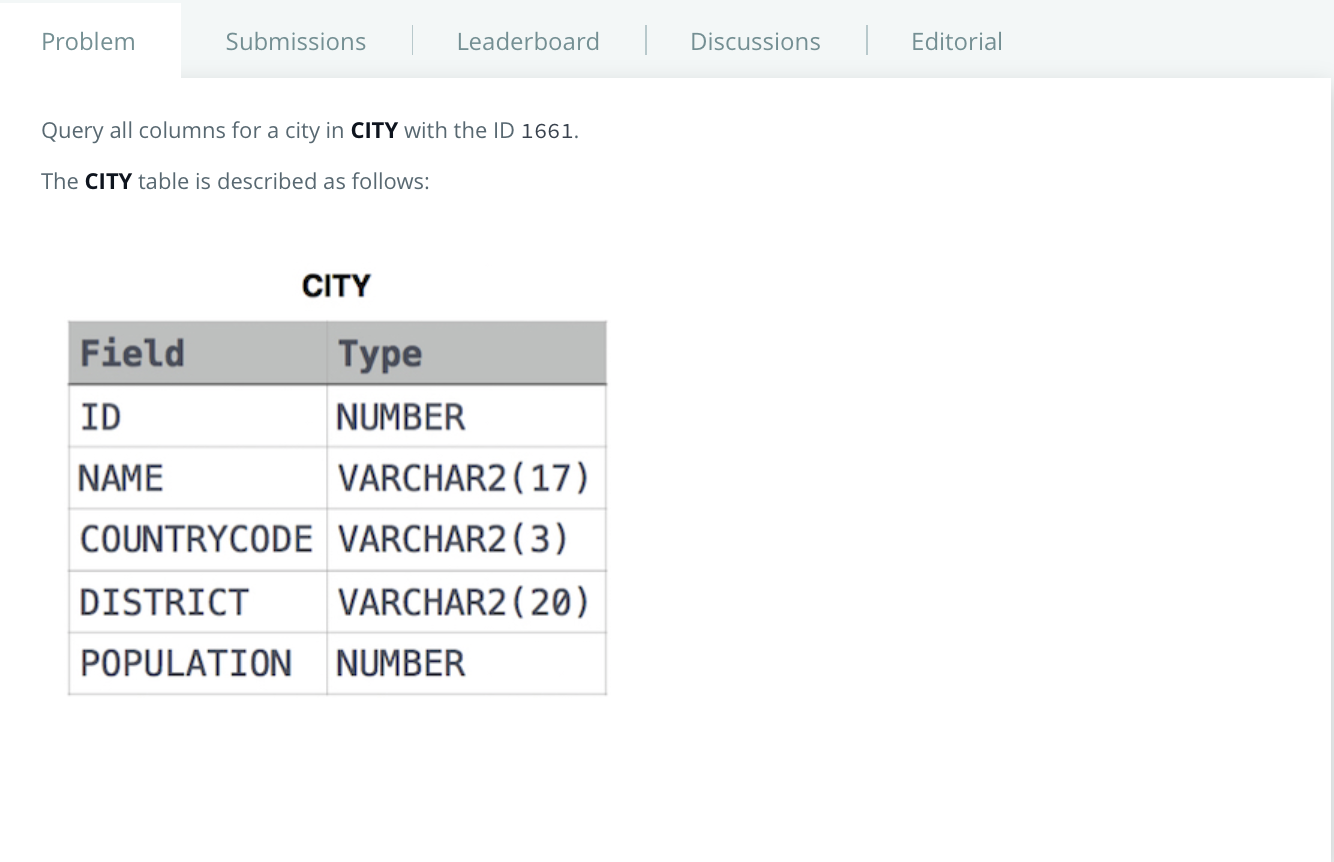 Problem Submissions Leaderboard Discussions Editorial
Query all columns for a city in CITY with the ID 1661.
The CITY table is described as follows:
CITY
Field Type
ID NUMBER
NAME VARCHAR2(17)
COUNTRYCODE VARCHAR2(3)
DISTRICT VARCHAR2(20)
POPULATION NUMBER